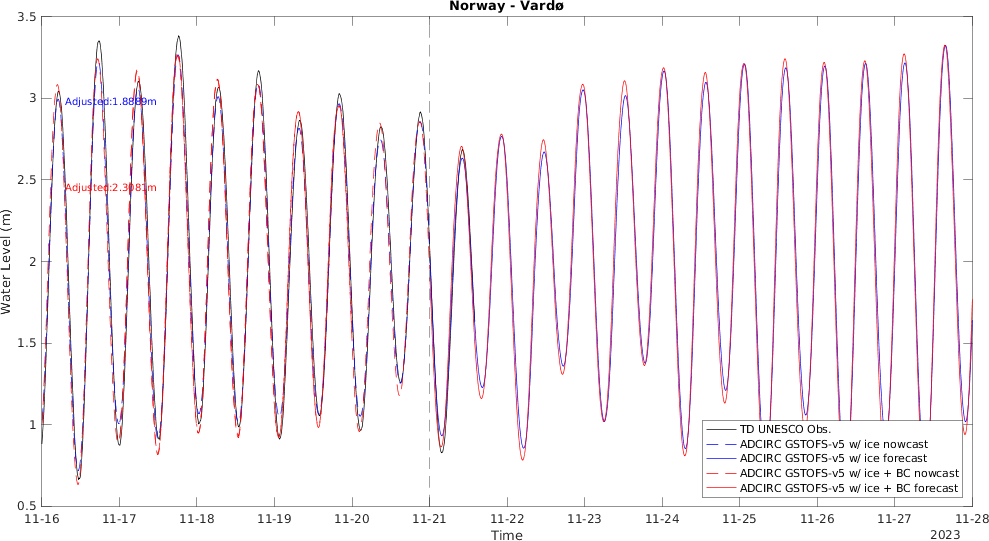 Norway - Vardø
3.5
3
2.5
2
1.5
1
0.5
Water Level (m)
Adjusted:1.8889m
Adjusted:2.3081m
TD UNESCO Obs.
ADCIRC GSTOFS-v5 w/ ice nowcast
ADCIRC GSTOFS-v5 w/ ice forecast
ADCIRC GSTOFS-v5 w/ ice + BC nowcast
ADCIRC GSTOFS-v5 w/ ice + BC forecast
11-16 11-17 11-18 11-19 11-20 11-21 11-22 11-23 11-24 11-25 11-26 11-27 11-28
Time
2023